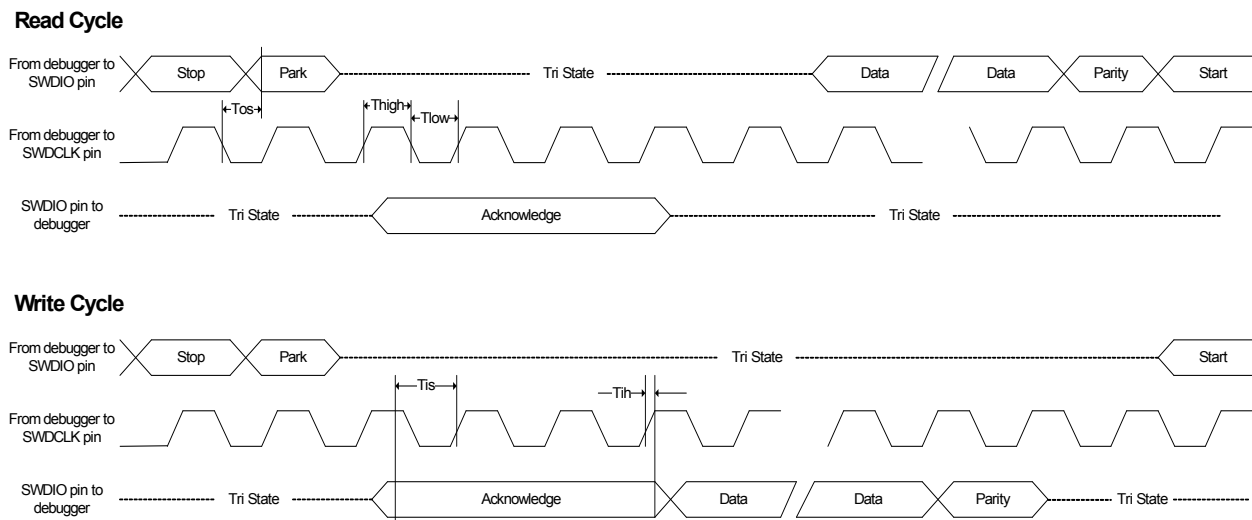 Read Cycle
From debugger to
SWDIO pin
Stop
Park
Tri State
Data
Data
Parity
Start
Tos
Thigh
Tlow
From debugger to
SWDCLK pin
SWDIO pin to
debugger
Tri State
Acknowledge
Tri State
Write Cycle
From debugger to
SWDIO pin
Stop
Park
Tri State
Start
Tis
Tih
From debugger to
SWDCLK pin
SWDIO pin to
debugger
Tri State
Acknowledge
Data
Data
Parity
Tri State